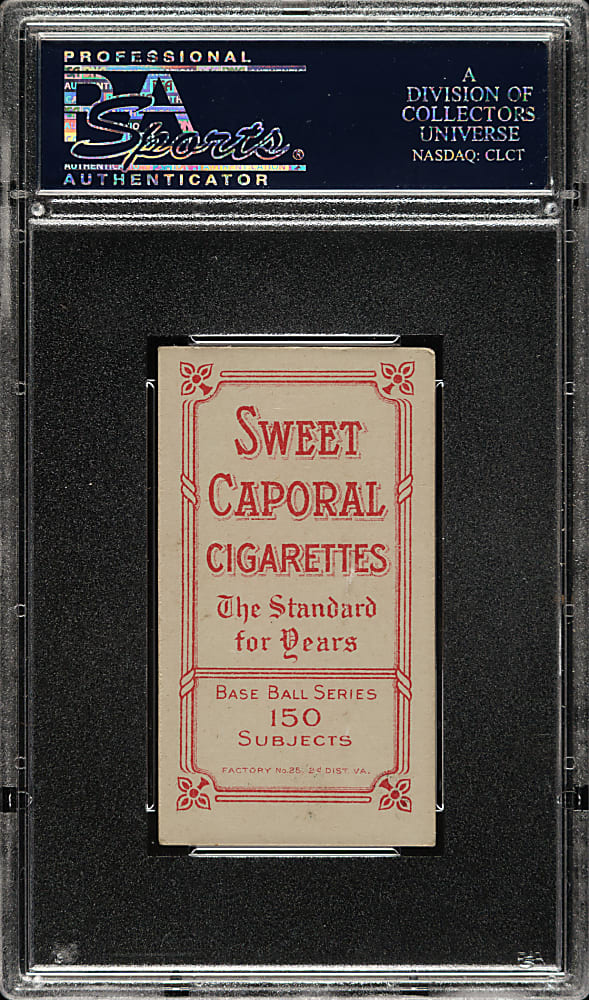 PROFESSIONAL
PSA
Sports®
AUTHENTICATOR
A
DIVISION OF
COLLECTORS
UNIVERSE
NASDAQ: CLCT
SWEET
CAPORAL
CIGARETTES
The Standard
for Years
BASE BALL SERIES
150
SUBJECTS
FACTORY No. 25, 2d DIST. VA.